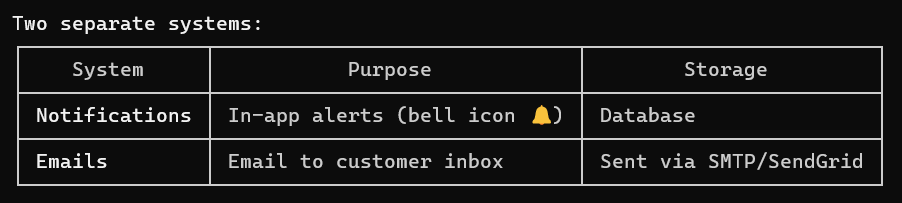 Two separate systems:
System Purpose Storage
Notifications In-app alerts (bell icon 🔔) Database
Emails Email to customer inbox Sent via SMTP/SendGrid